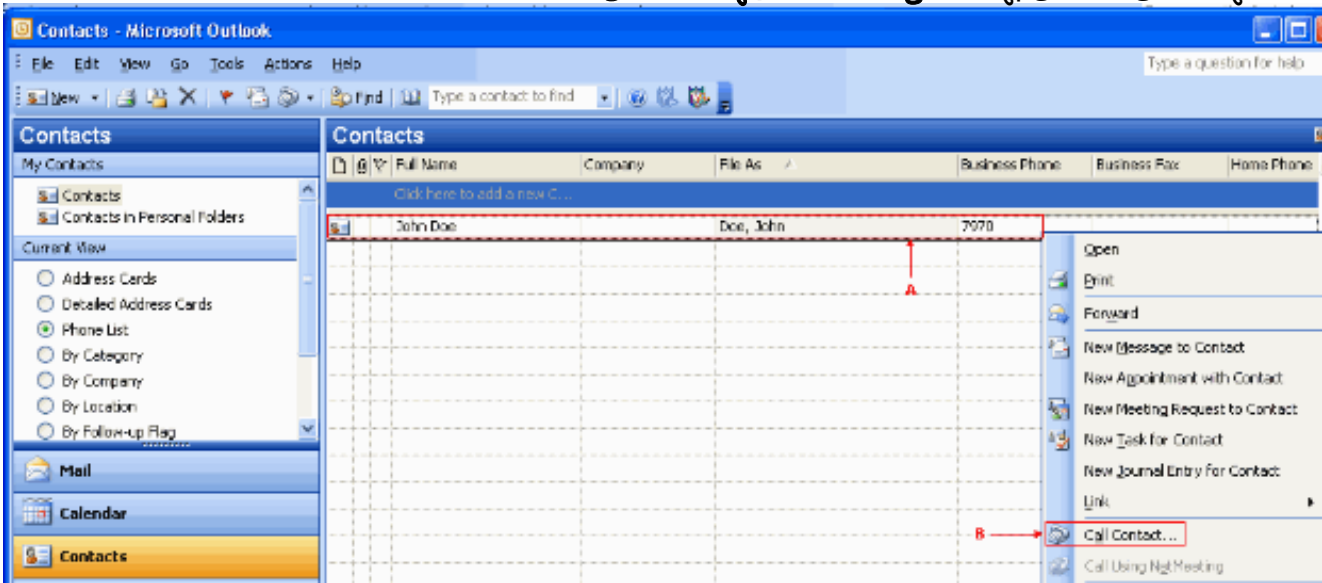 Contacts - Microsoft Outlook
File Edit View Go Tools Actions Help
Type a question for help
New
Find
Type a contact to find
Contacts
My Contacts
Contacts
Contacts in Personal Folders
Current View
Address Cards
Detailed Address Cards
Phone List
By Category
By Company
By Location
By Follow-up Flag
Mail
Calendar
Contacts
Contacts
Full Name Company File As Business Phone Business Fax Home Phone
Click here to add a new C...
John Doe Doe, John 7970
A
Open
Print
Forward
New Message to Contact
New Appointment with Contact
New Meeting Request to Contact
New Task for Contact
New Journal Entry for Contact
Link
B
Call Contact...
Call Using NetMeeting